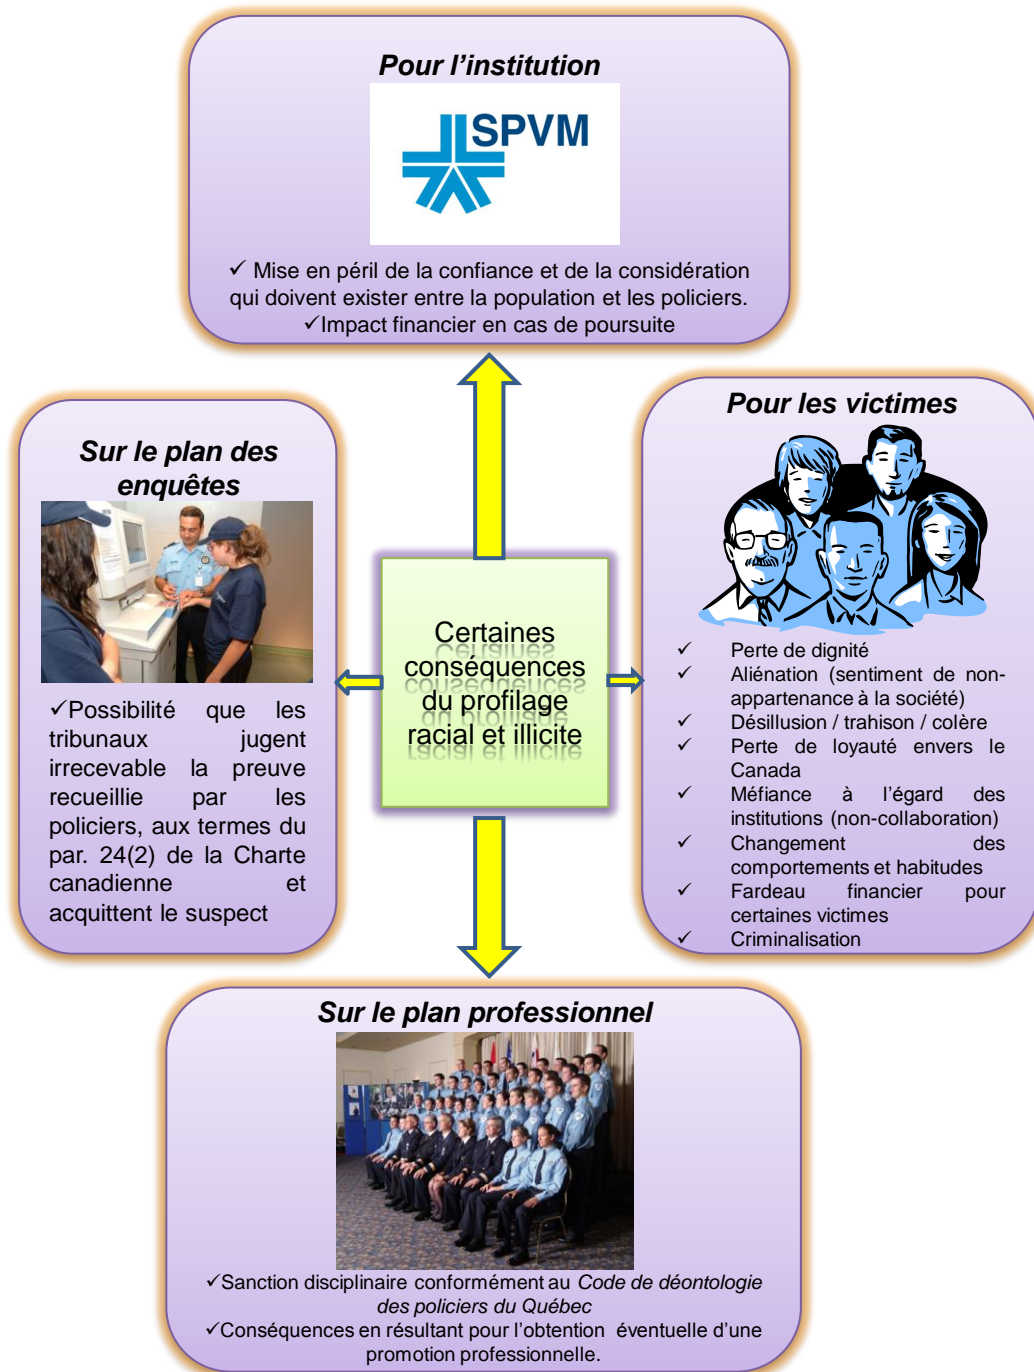 Pour l'institution
SPVM
✓ Mise en péril de la confiance et de la considération
qui doivent exister entre la population et les policiers.
✓Impact financier en cas de poursuite
Sur le plan des
enquêtes
✓Possibilité que les
tribunaux jugent
irrecevable la preuve
recueillie par les
policiers, aux termes du
par. 24(2) de la Charte
canadienne et
acquittent le suspect
Certaines
conséquences
du profilage
racial et illicite
Pour les victimes
✓ Perte de dignité
✓ Aliénation (sentiment de non-
appartenance à la société)
✓ Désillusion / trahison / colère
✓ Perte de loyauté envers le
Canada
✓ Méfiance à l'égard des
institutions (non-collaboration)
✓ Changement des
comportements et habitudes
✓ Fardeau financier pour
certaines victimes
✓ Criminalisation
Sur le plan professionnel
✓Sanction disciplinaire conformément au Code de déontologie
des policiers du Québec
✓Conséquences en résultant pour l'obtention éventuelle d'une
promotion professionnelle.